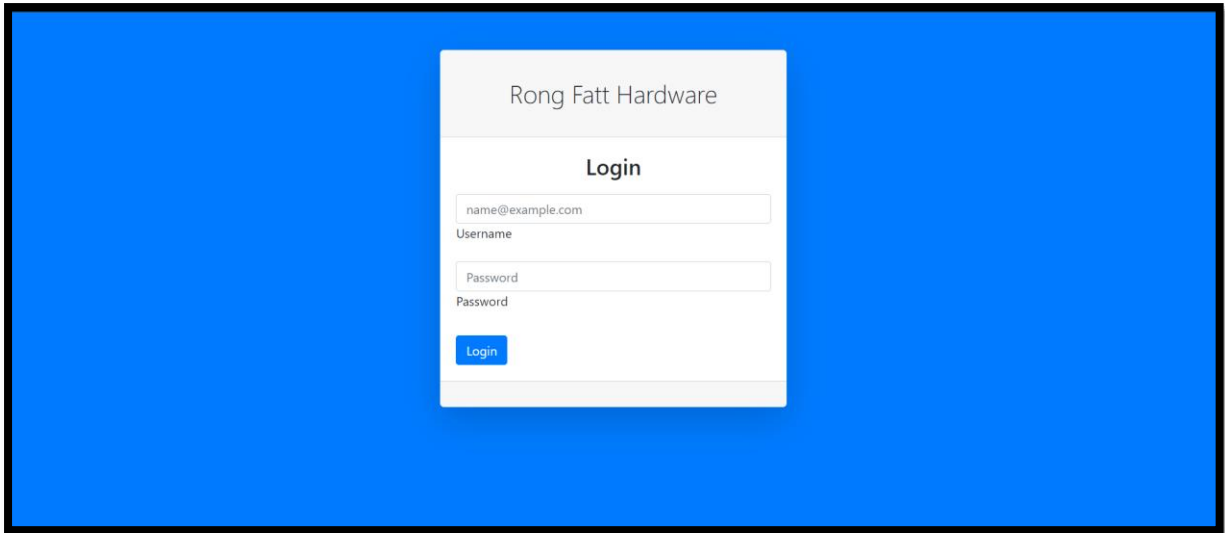 Rong Fatt Hardware
Login
name@example.com
Username
Password
Password
Login